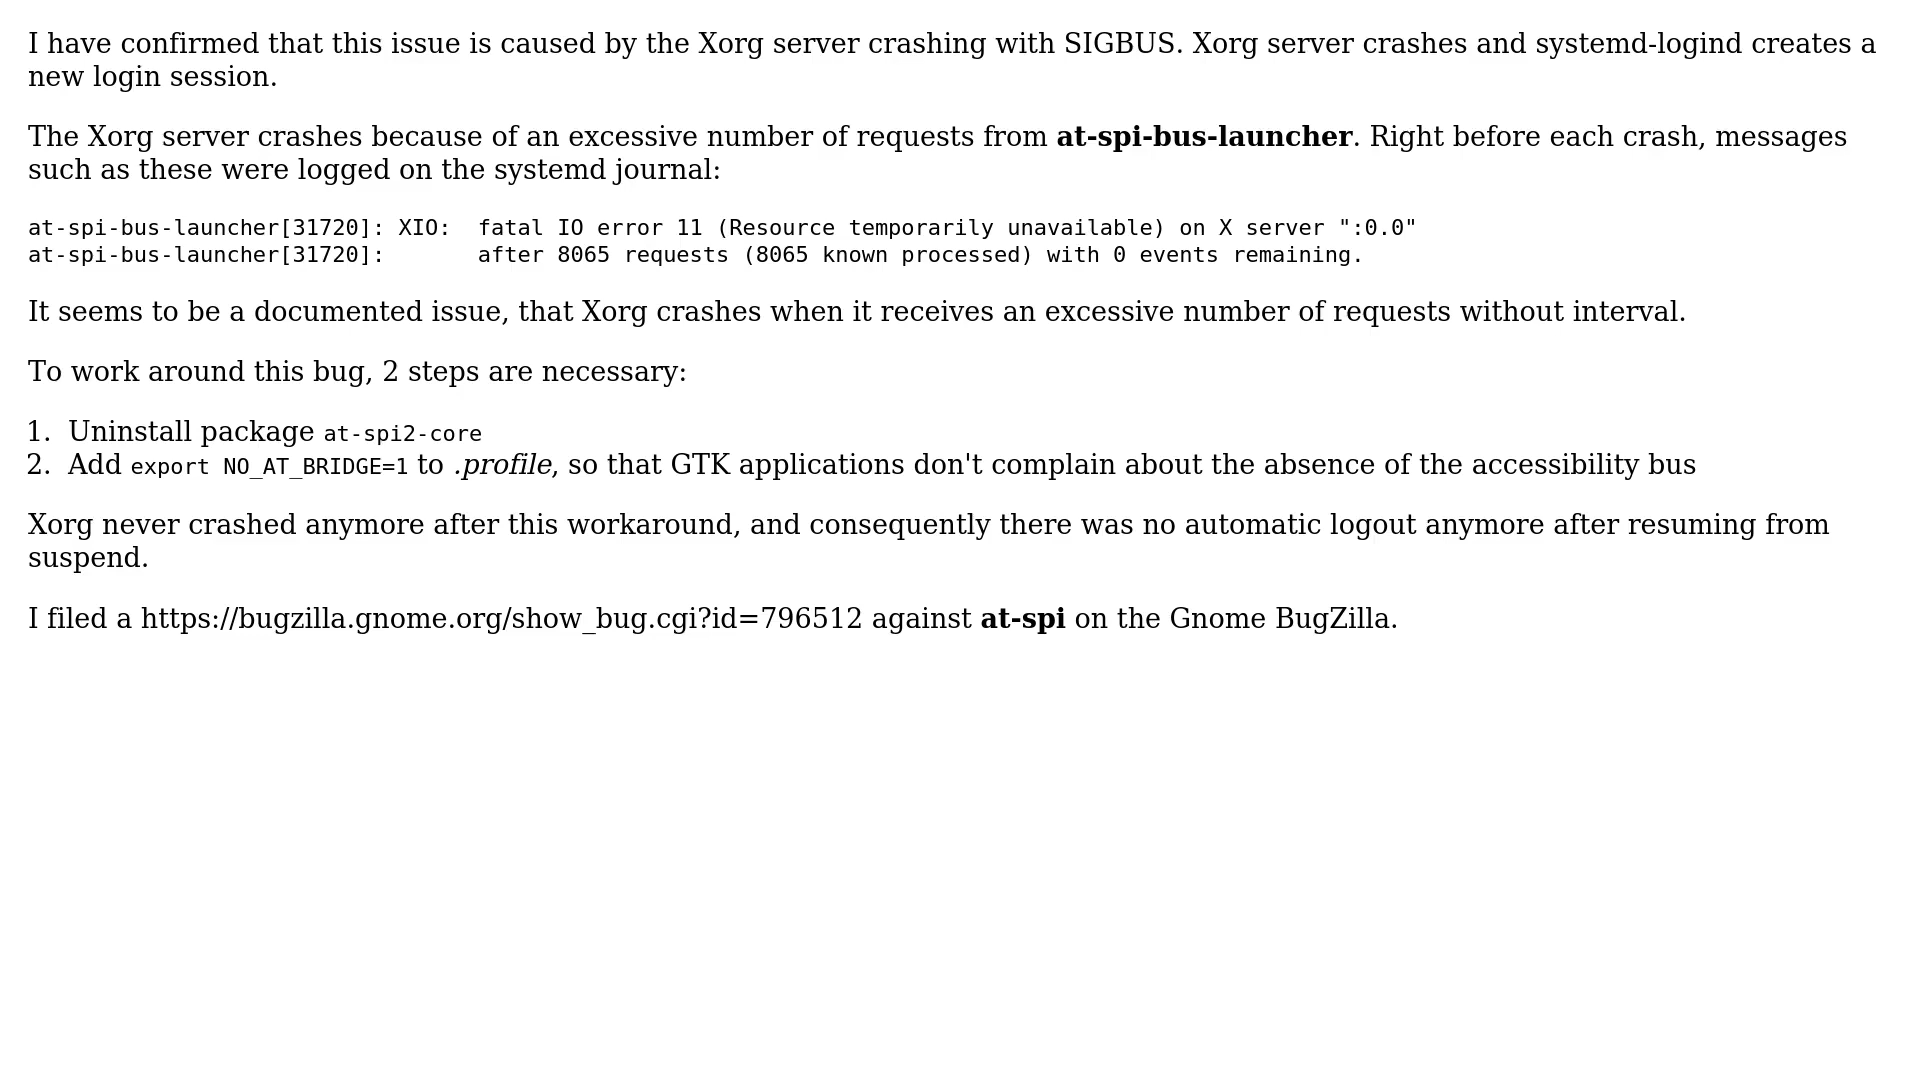 I have confirmed that this issue is caused by the Xorg server crashing with SIGBUS. Xorg server crashes and systemd-logind creates a
new login session.
The Xorg server crashes because of an excessive number of requests from at-spi-bus-launcher. Right before each crash, messages
such as these were logged on the systemd journal:
at-spi-bus-launcher[31720]: XIO:  fatal IO error 11 (Resource temporarily unavailable) on X server ":0.0"
at-spi-bus-launcher[31720]:       after 8065 requests (8065 known processed) with 0 events remaining.
It seems to be a documented issue, that Xorg crashes when it receives an excessive number of requests without interval.
To work around this bug, 2 steps are necessary:
1. Uninstall package at-spi2-core
2. Add export NO_AT_BRIDGE=1 to .profile, so that GTK applications don't complain about the absence of the accessibility bus
Xorg never crashed anymore after this workaround, and consequently there was no automatic logout anymore after resuming from
suspend.
I filed a https://bugzilla.gnome.org/show_bug.cgi?id=796512 against at-spi on the Gnome BugZilla.